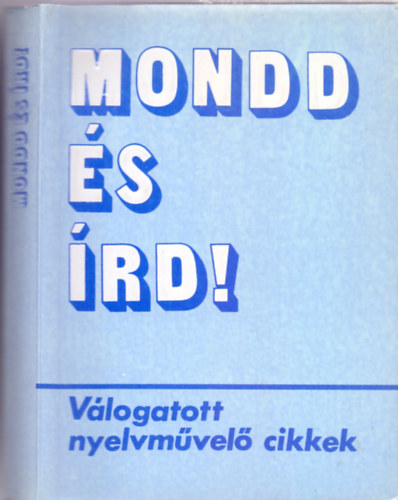 MONDD
ÉS
ÍRD!
Válogatott
nyelvművelő cikkek
MONDD ÉS ÍRD!